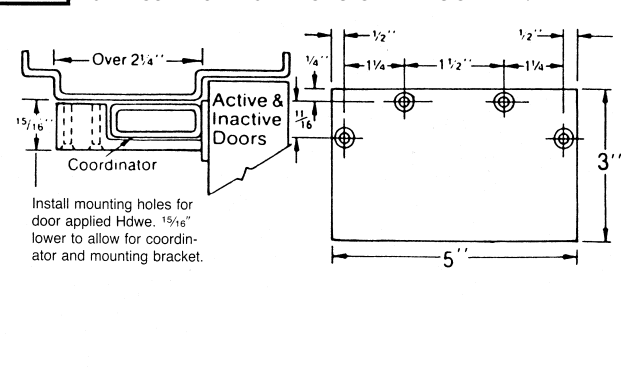 Over 2¼"
15/16"
Coordinator
Active &
Inactive
Doors
Install mounting holes for
door applied Hdwe. 15/16"
lower to allow for coordin-
ator and mounting bracket.
½"
½"
¼"
1¼
1½"
1¼
11/16
3"
5"